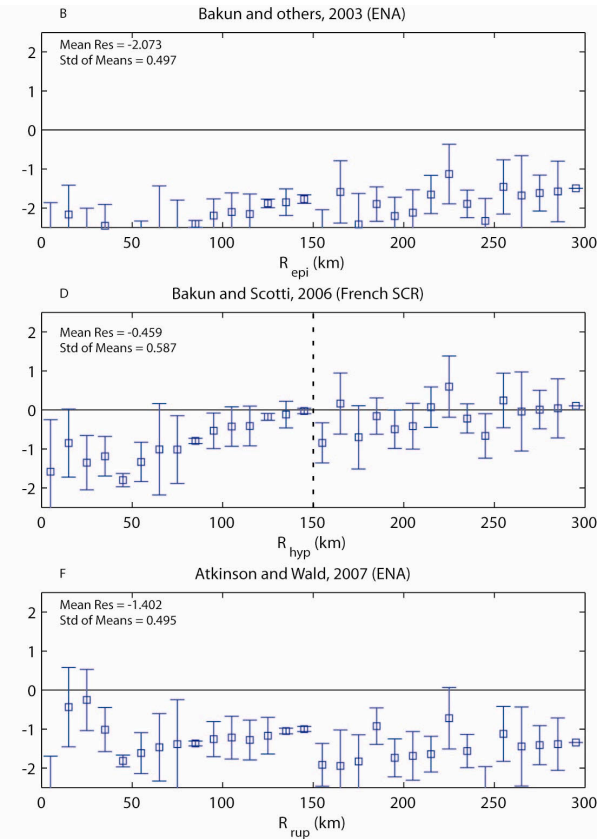 B Bakun and others, 2003 (ENA)
Mean Res = -2.073
Std of Means = 0.497
2
1
0
-1
-2
0 50 100 150 200 250 300
R epi (km)
D Bakun and Scotti, 2006 (French SCR)
Mean Res = -0.459
Std of Means = 0.587
2
1
0
-1
-2
0 50 100 150 200 250 300
R hyp (km)
F Atkinson and Wald, 2007 (ENA)
Mean Res = -1.402
Std of Means = 0.495
2
1
0
-1
-2
0 50 100 150 200 250 300
R rup (km)